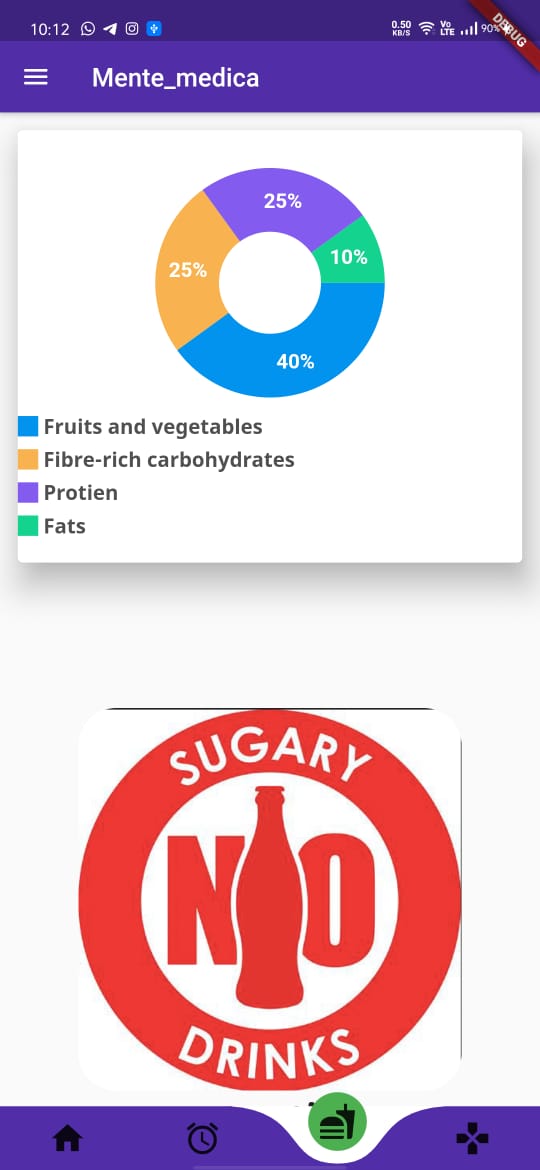 10:12
0.50
KB/S
Vo
LTE
90%
DEBUG
Mente_medica
25%
10%
25%
40%
Fruits and vegetables
Fibre-rich carbohydrates
Protien
Fats
SUGARY
NO
DRINKS